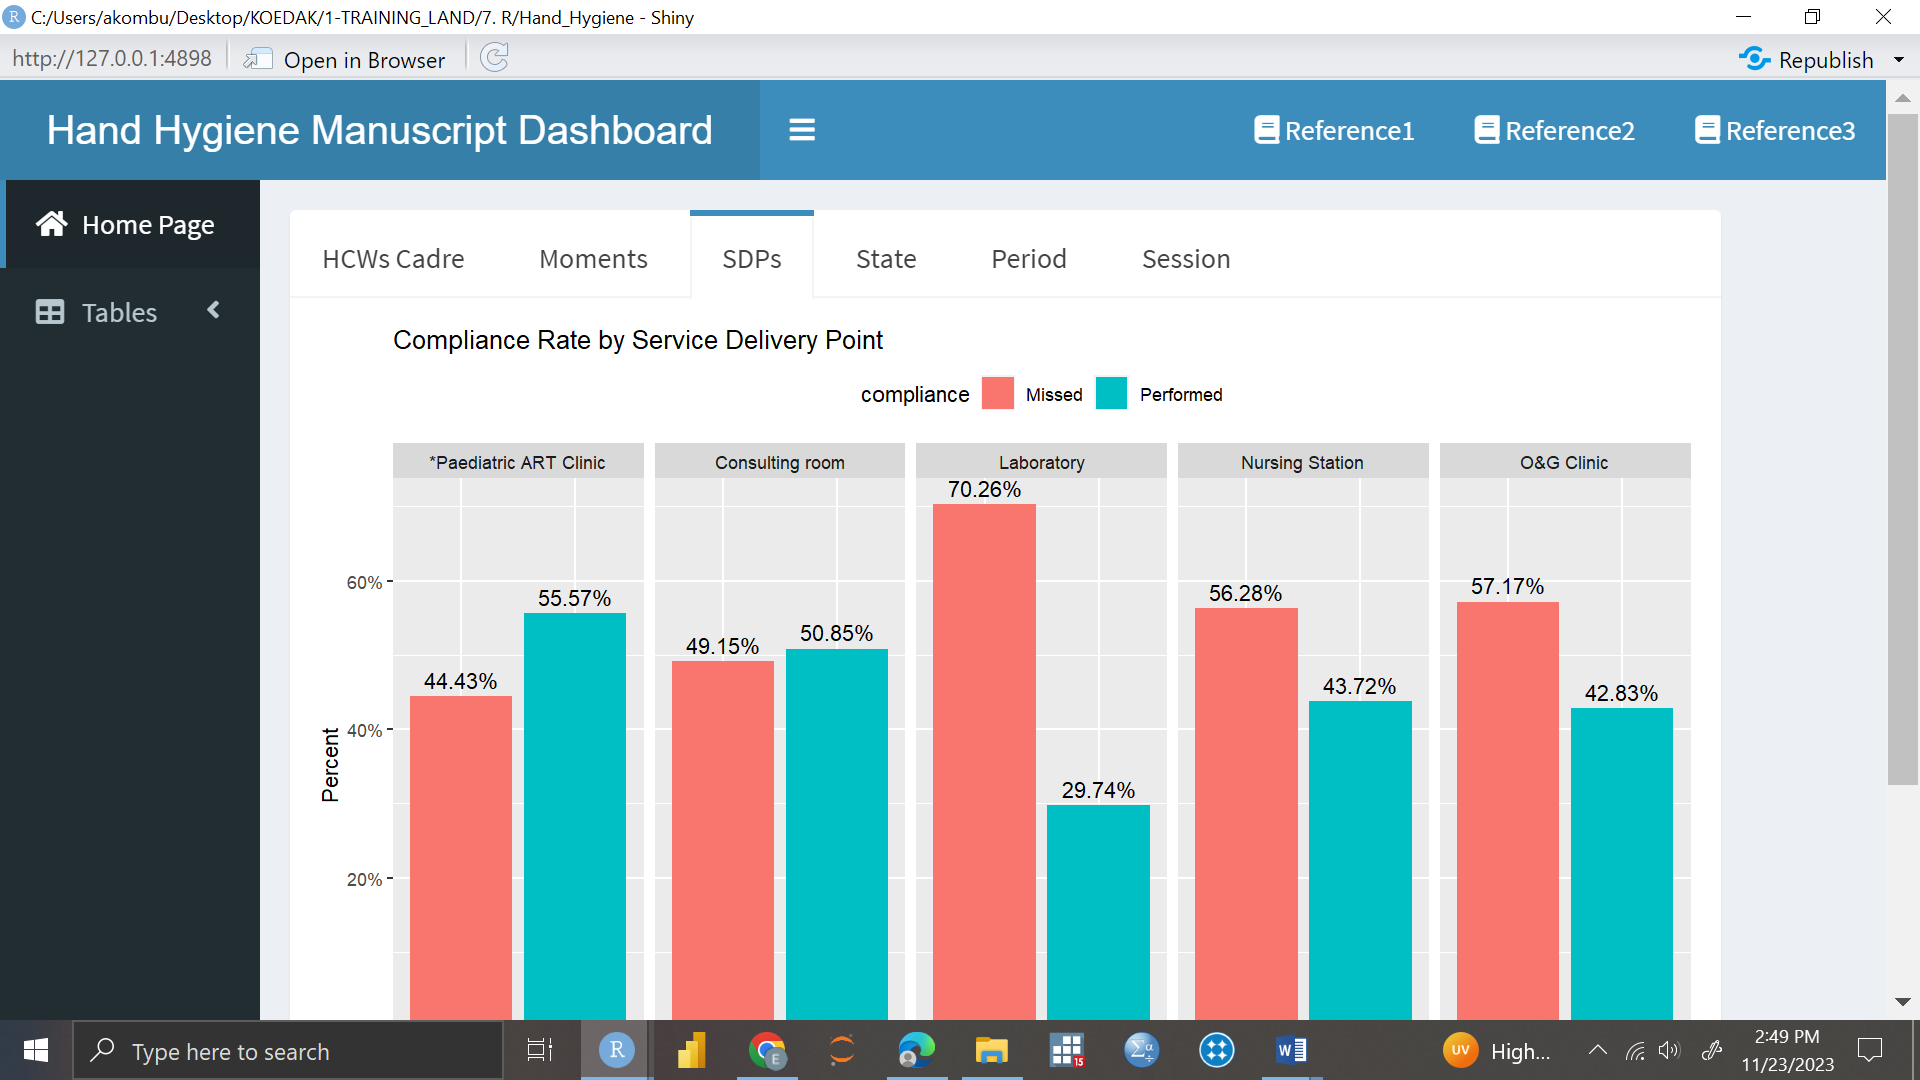 C:/Users/akombu/Desktop/KOEDAK/1-TRAINING_LAND/7. R/Hand_Hygiene - Shiny
http://127.0.0.1:4898 Open in Browser Republish
Hand Hygiene Manuscript Dashboard Reference1 Reference2 Reference3
Home Page
Tables
HCWs Cadre Moments SDPs State Period Session
Compliance Rate by Service Delivery Point
compliance Missed Performed
*Paediatric ART Clinic Consulting room Laboratory Nursing Station O&G Clinic
70.26%
60%
55.57% 56.28% 57.17%
49.15% 50.85%
44.43% 43.72% 42.83%
40%
Percent
29.74%
20%
Type here to search
R
E
15
Σα
W
UV High...
2:49 PM
11/23/2023